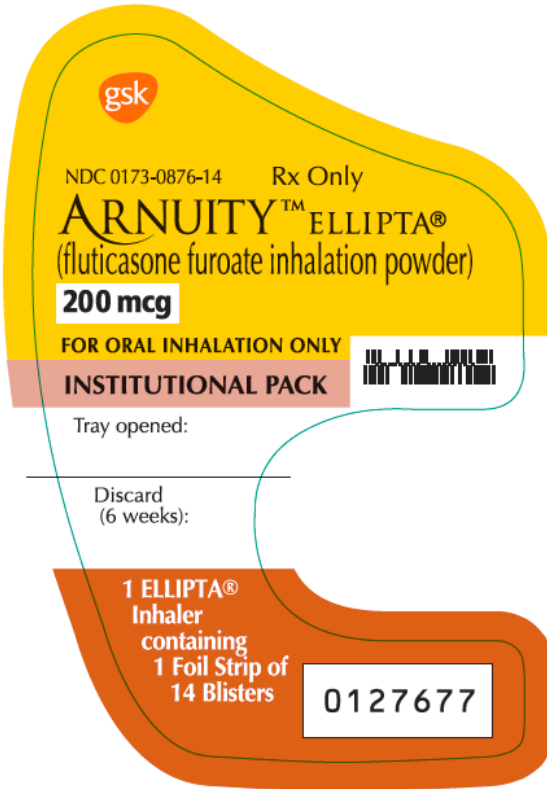 gsk
NDC 0173-0876-14 Rx Only
ARNUITY™ ELLIPTA®
(fluticasone furoate inhalation powder)
200 mcg
FOR ORAL INHALATION ONLY
INSTITUTIONAL PACK
Tray opened:
Discard
(6 weeks):
1 ELLIPTA®
Inhaler
containing
1 Foil Strip of
14 Blisters
0127677